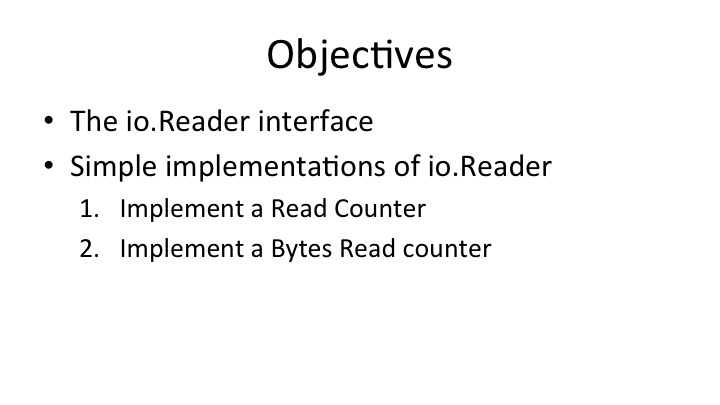 Objectives
• The io.Reader interface
• Simple implementations of io.Reader
1. Implement a Read Counter
2. Implement a Bytes Read counter